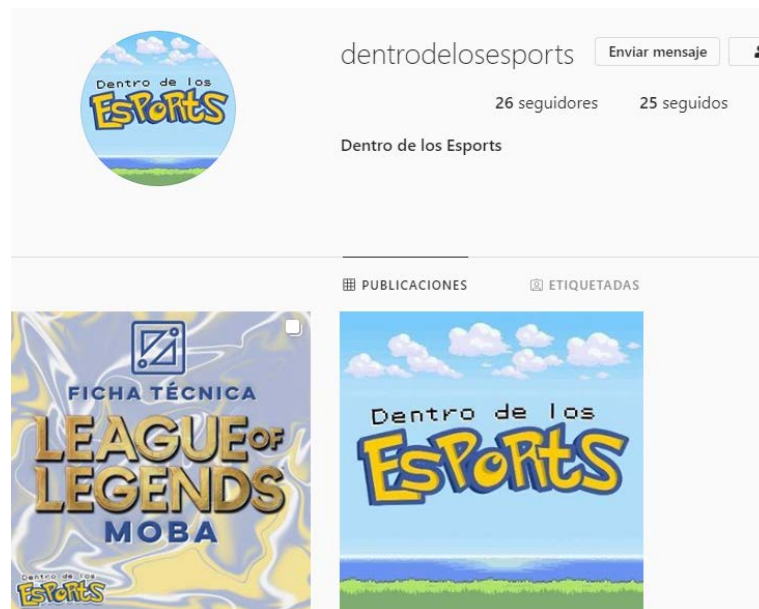 dentrodelosesports Enviar mensaje
26 seguidores 25 seguidos
Dentro de los Esports
Dentro de los
ESPORTS
PUBLICACIONES ETIQUETADAS
FICHA TÉCNICA
LEAGUE OF
LEGENDS
MOBA
Dentro de los
ESPORTS
Dentro de los
ESPORTS